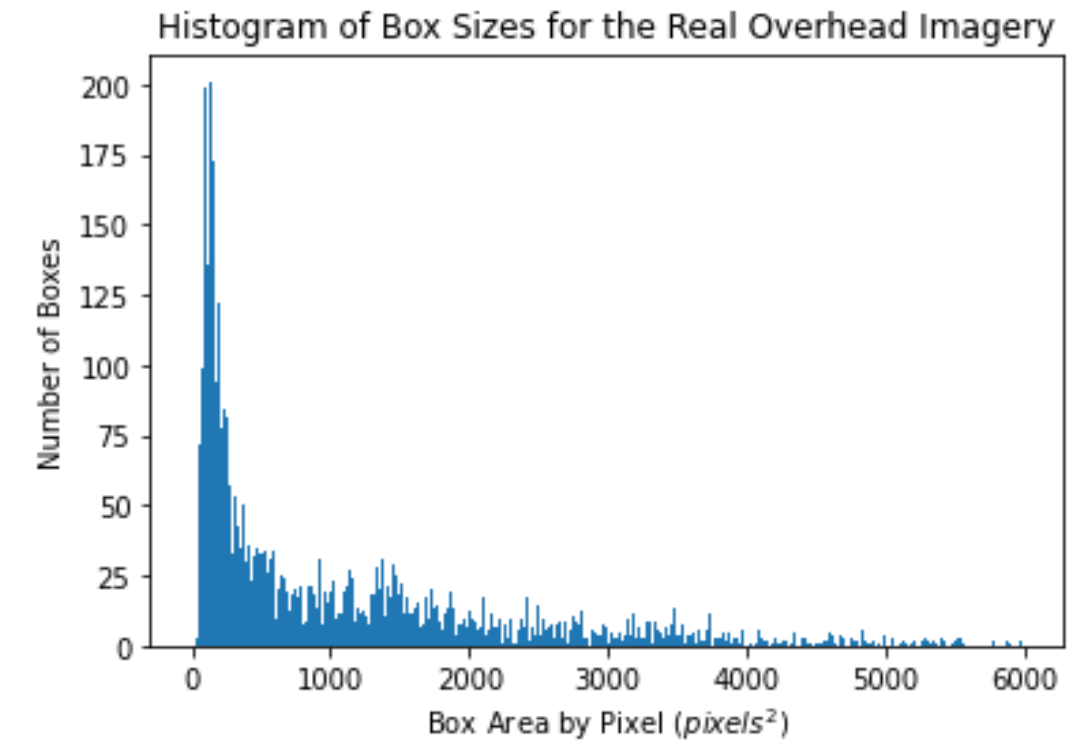 Histogram of Box Sizes for the Real Overhead Imagery
200
175
150
125
100
75
50
25
0
Number of Boxes
0 1000 2000 3000 4000 5000 6000
Box Area by Pixel (pixels²)